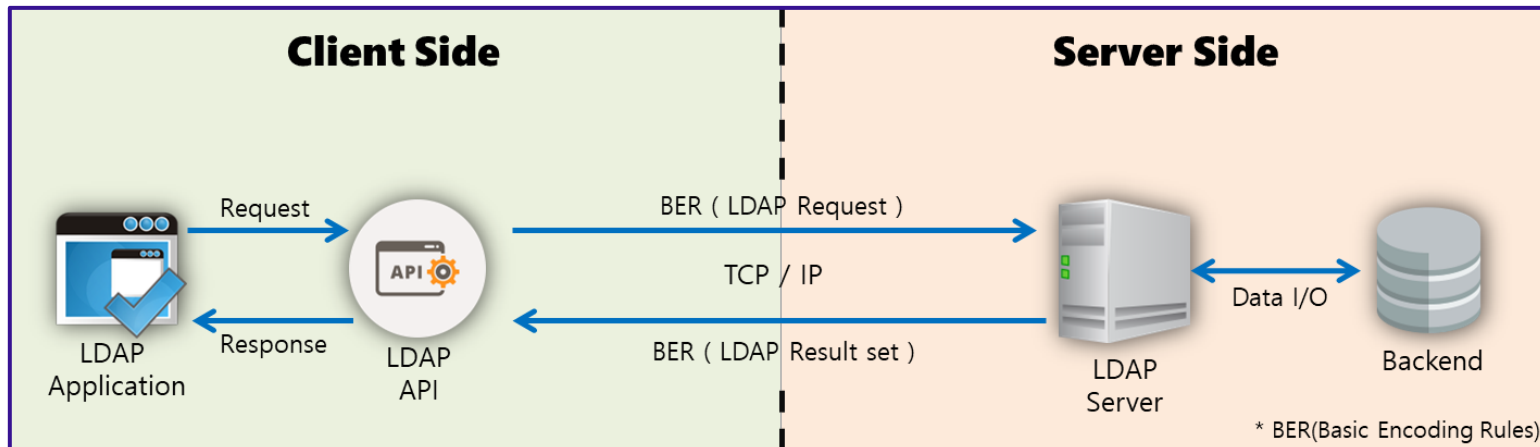 Client Side
Server Side
Request
BER ( LDAP Request )
API
TCP / IP
Data I/O
Response
BER ( LDAP Result set )
LDAP
Application
LDAP
API
LDAP
Server
Backend
* BER(Basic Encoding Rules)